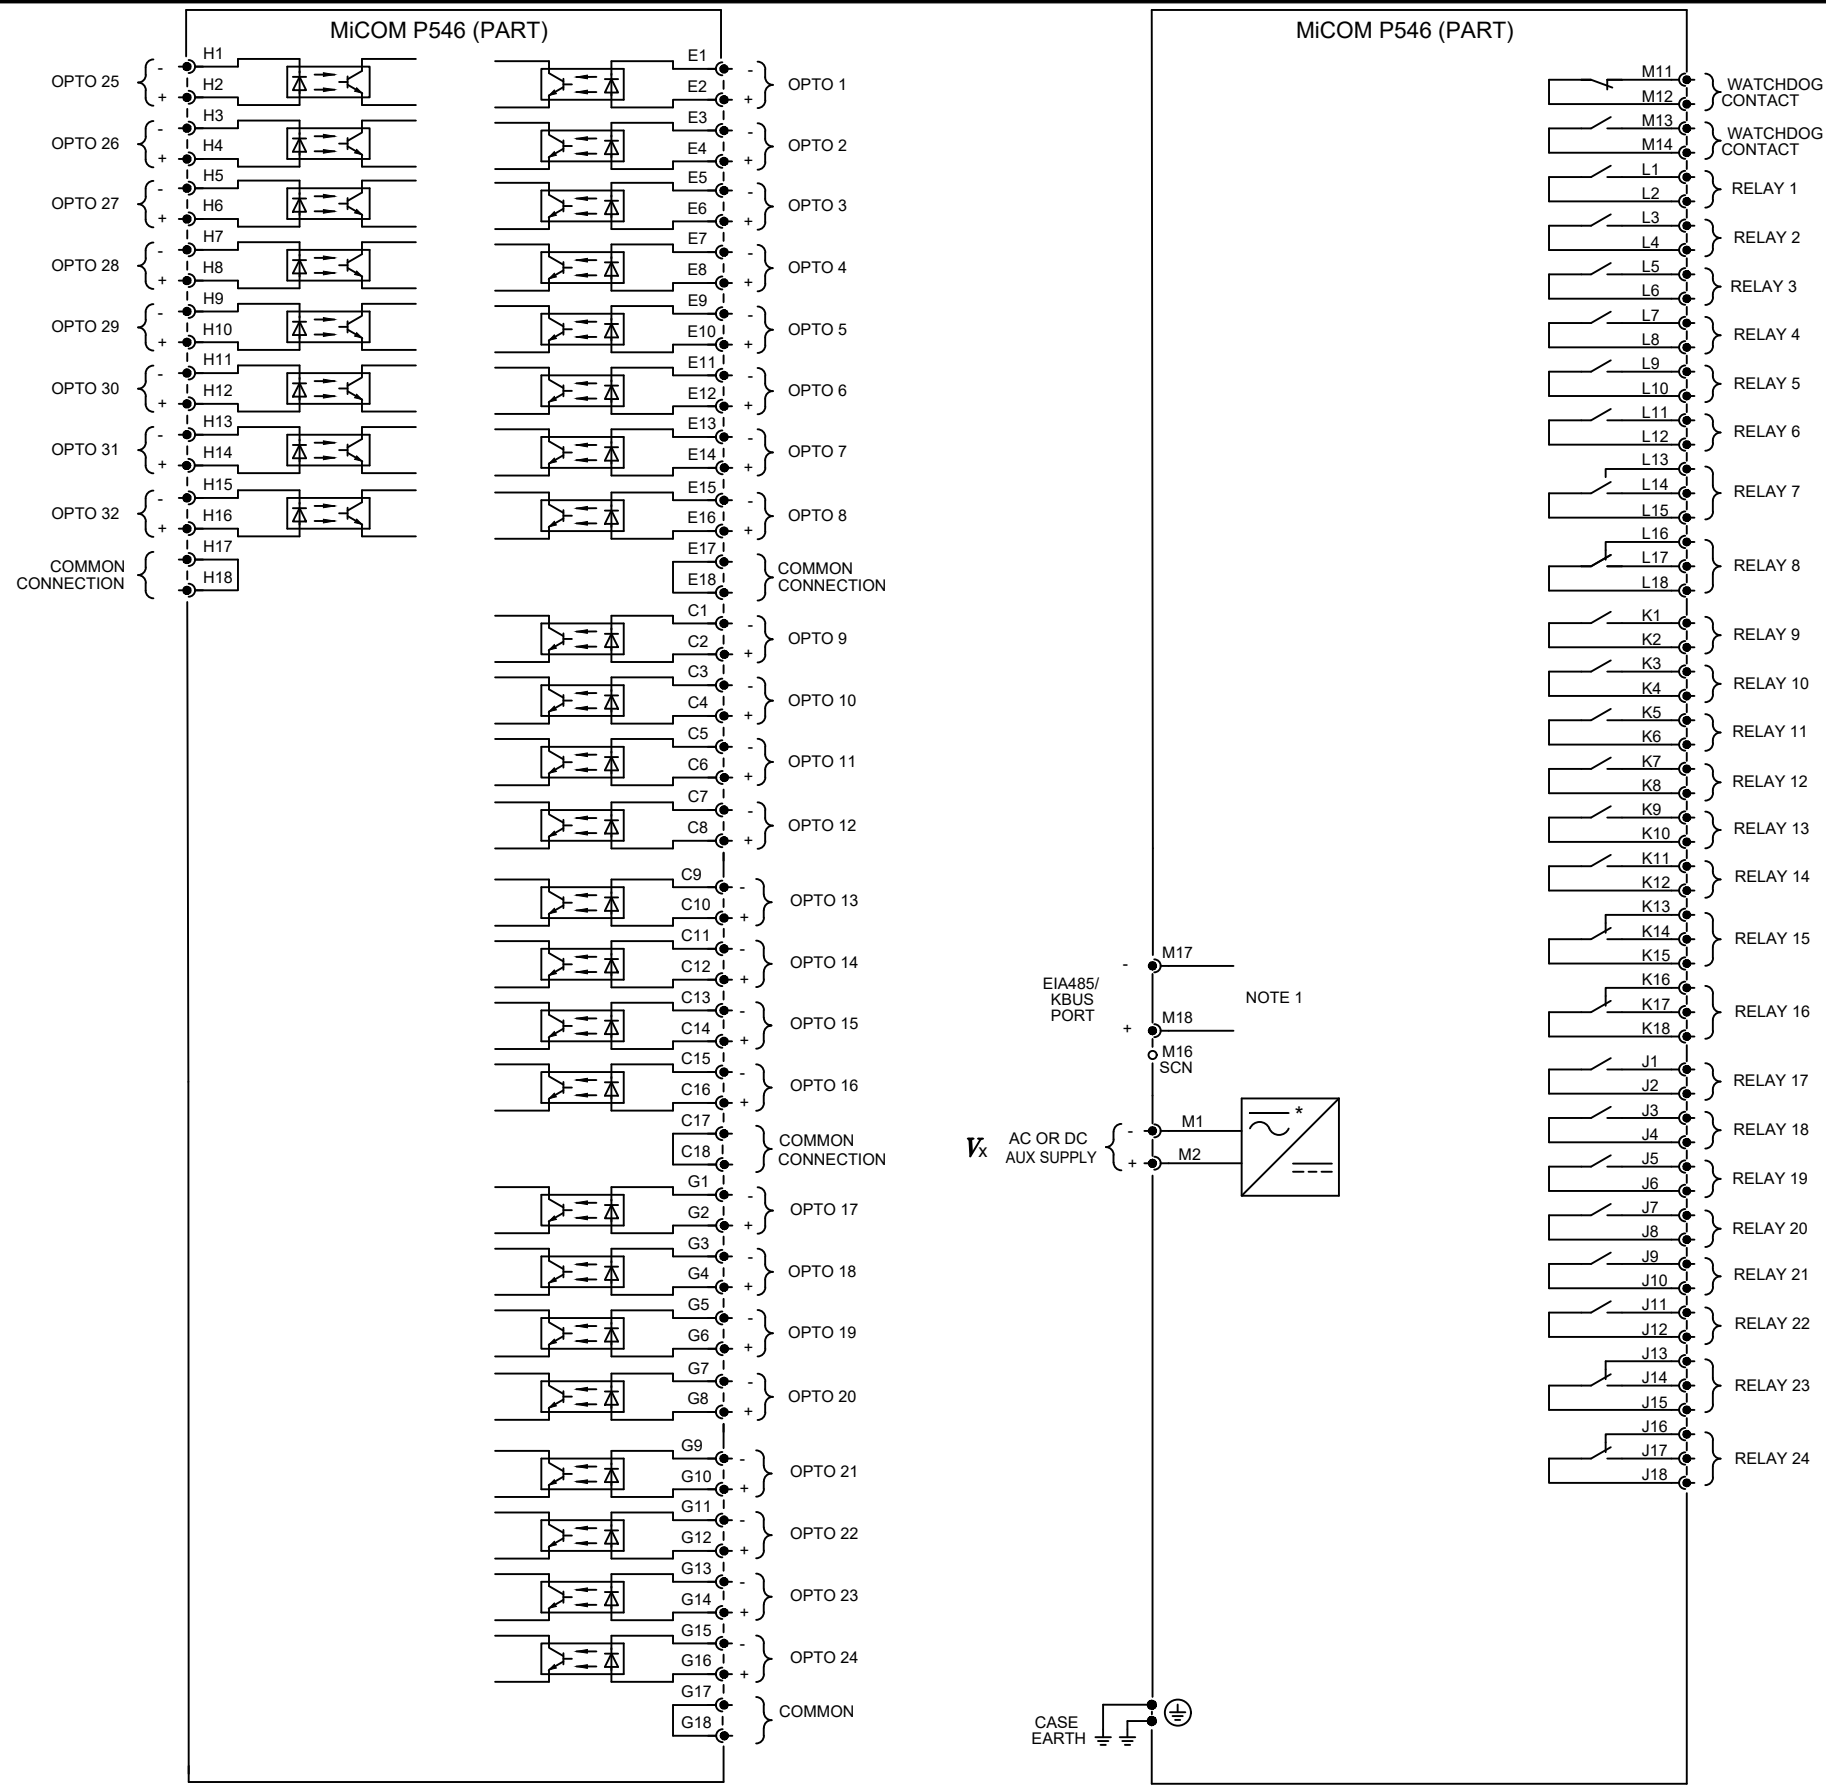 MiCOM P546 (PART)
H1
OPTO 25
-
H2
+
H3
OPTO 26
-
H4
+
H5
OPTO 27
-
H6
+
H7
OPTO 28
-
H8
+
H9
OPTO 29
-
H10
+
H11
OPTO 30
-
H12
+
H13
OPTO 31
-
H14
+
H15
OPTO 32
-
H16
+
H17
COMMON
CONNECTION
H18
E1
-
OPTO 1
E2
+
E3
-
OPTO 2
E4
+
E5
-
OPTO 3
E6
+
E7
-
OPTO 4
E8
+
E9
-
OPTO 5
E10
+
E11
-
OPTO 6
E12
+
E13
-
OPTO 7
E14
+
E15
-
OPTO 8
E16
+
E17
COMMON
CONNECTION
E18
C1
-
OPTO 9
C2
+
C3
-
OPTO 10
C4
+
C5
-
OPTO 11
C6
+
C7
-
OPTO 12
C8
+
C9
-
OPTO 13
C10
+
C11
-
OPTO 14
C12
+
C13
-
OPTO 15
C14
+
C15
-
OPTO 16
C16
+
C17
COMMON
CONNECTION
C18
G1
-
OPTO 17
G2
+
G3
-
OPTO 18
G4
+
G5
-
OPTO 19
G6
+
G7
-
OPTO 20
G8
+
G9
-
OPTO 21
G10
+
G11
-
OPTO 22
G12
+
G13
-
OPTO 23
G14
+
G15
-
OPTO 24
G16
+
G17
COMMON
G18
MiCOM P546 (PART)
M11
WATCHDOG
CONTACT
M12
M13
WATCHDOG
CONTACT
M14
L1
RELAY 1
L2
L3
RELAY 2
L4
L5
RELAY 3
L6
L7
RELAY 4
L8
L9
RELAY 5
L10
L11
RELAY 6
L12
L13
L14
RELAY 7
L15
L16
L17
RELAY 8
L18
K1
RELAY 9
K2
K3
RELAY 10
K4
K5
RELAY 11
K6
K7
RELAY 12
K8
K9
RELAY 13
K10
K11
RELAY 14
K12
K13
K14
RELAY 15
K15
K16
K17
RELAY 16
K18
J1
RELAY 17
J2
J3
RELAY 18
J4
J5
RELAY 19
J6
J7
RELAY 20
J8
J9
RELAY 21
J10
J11
RELAY 22
J12
J13
J14
RELAY 23
J15
J16
J17
RELAY 24
J18
-
M17
EIA485/
KBUS
PORT
NOTE 1
+
M18
M16
SCN
Vx
AC OR DC
AUX SUPPLY
-
M1
+
M2
*
CASE
EARTH